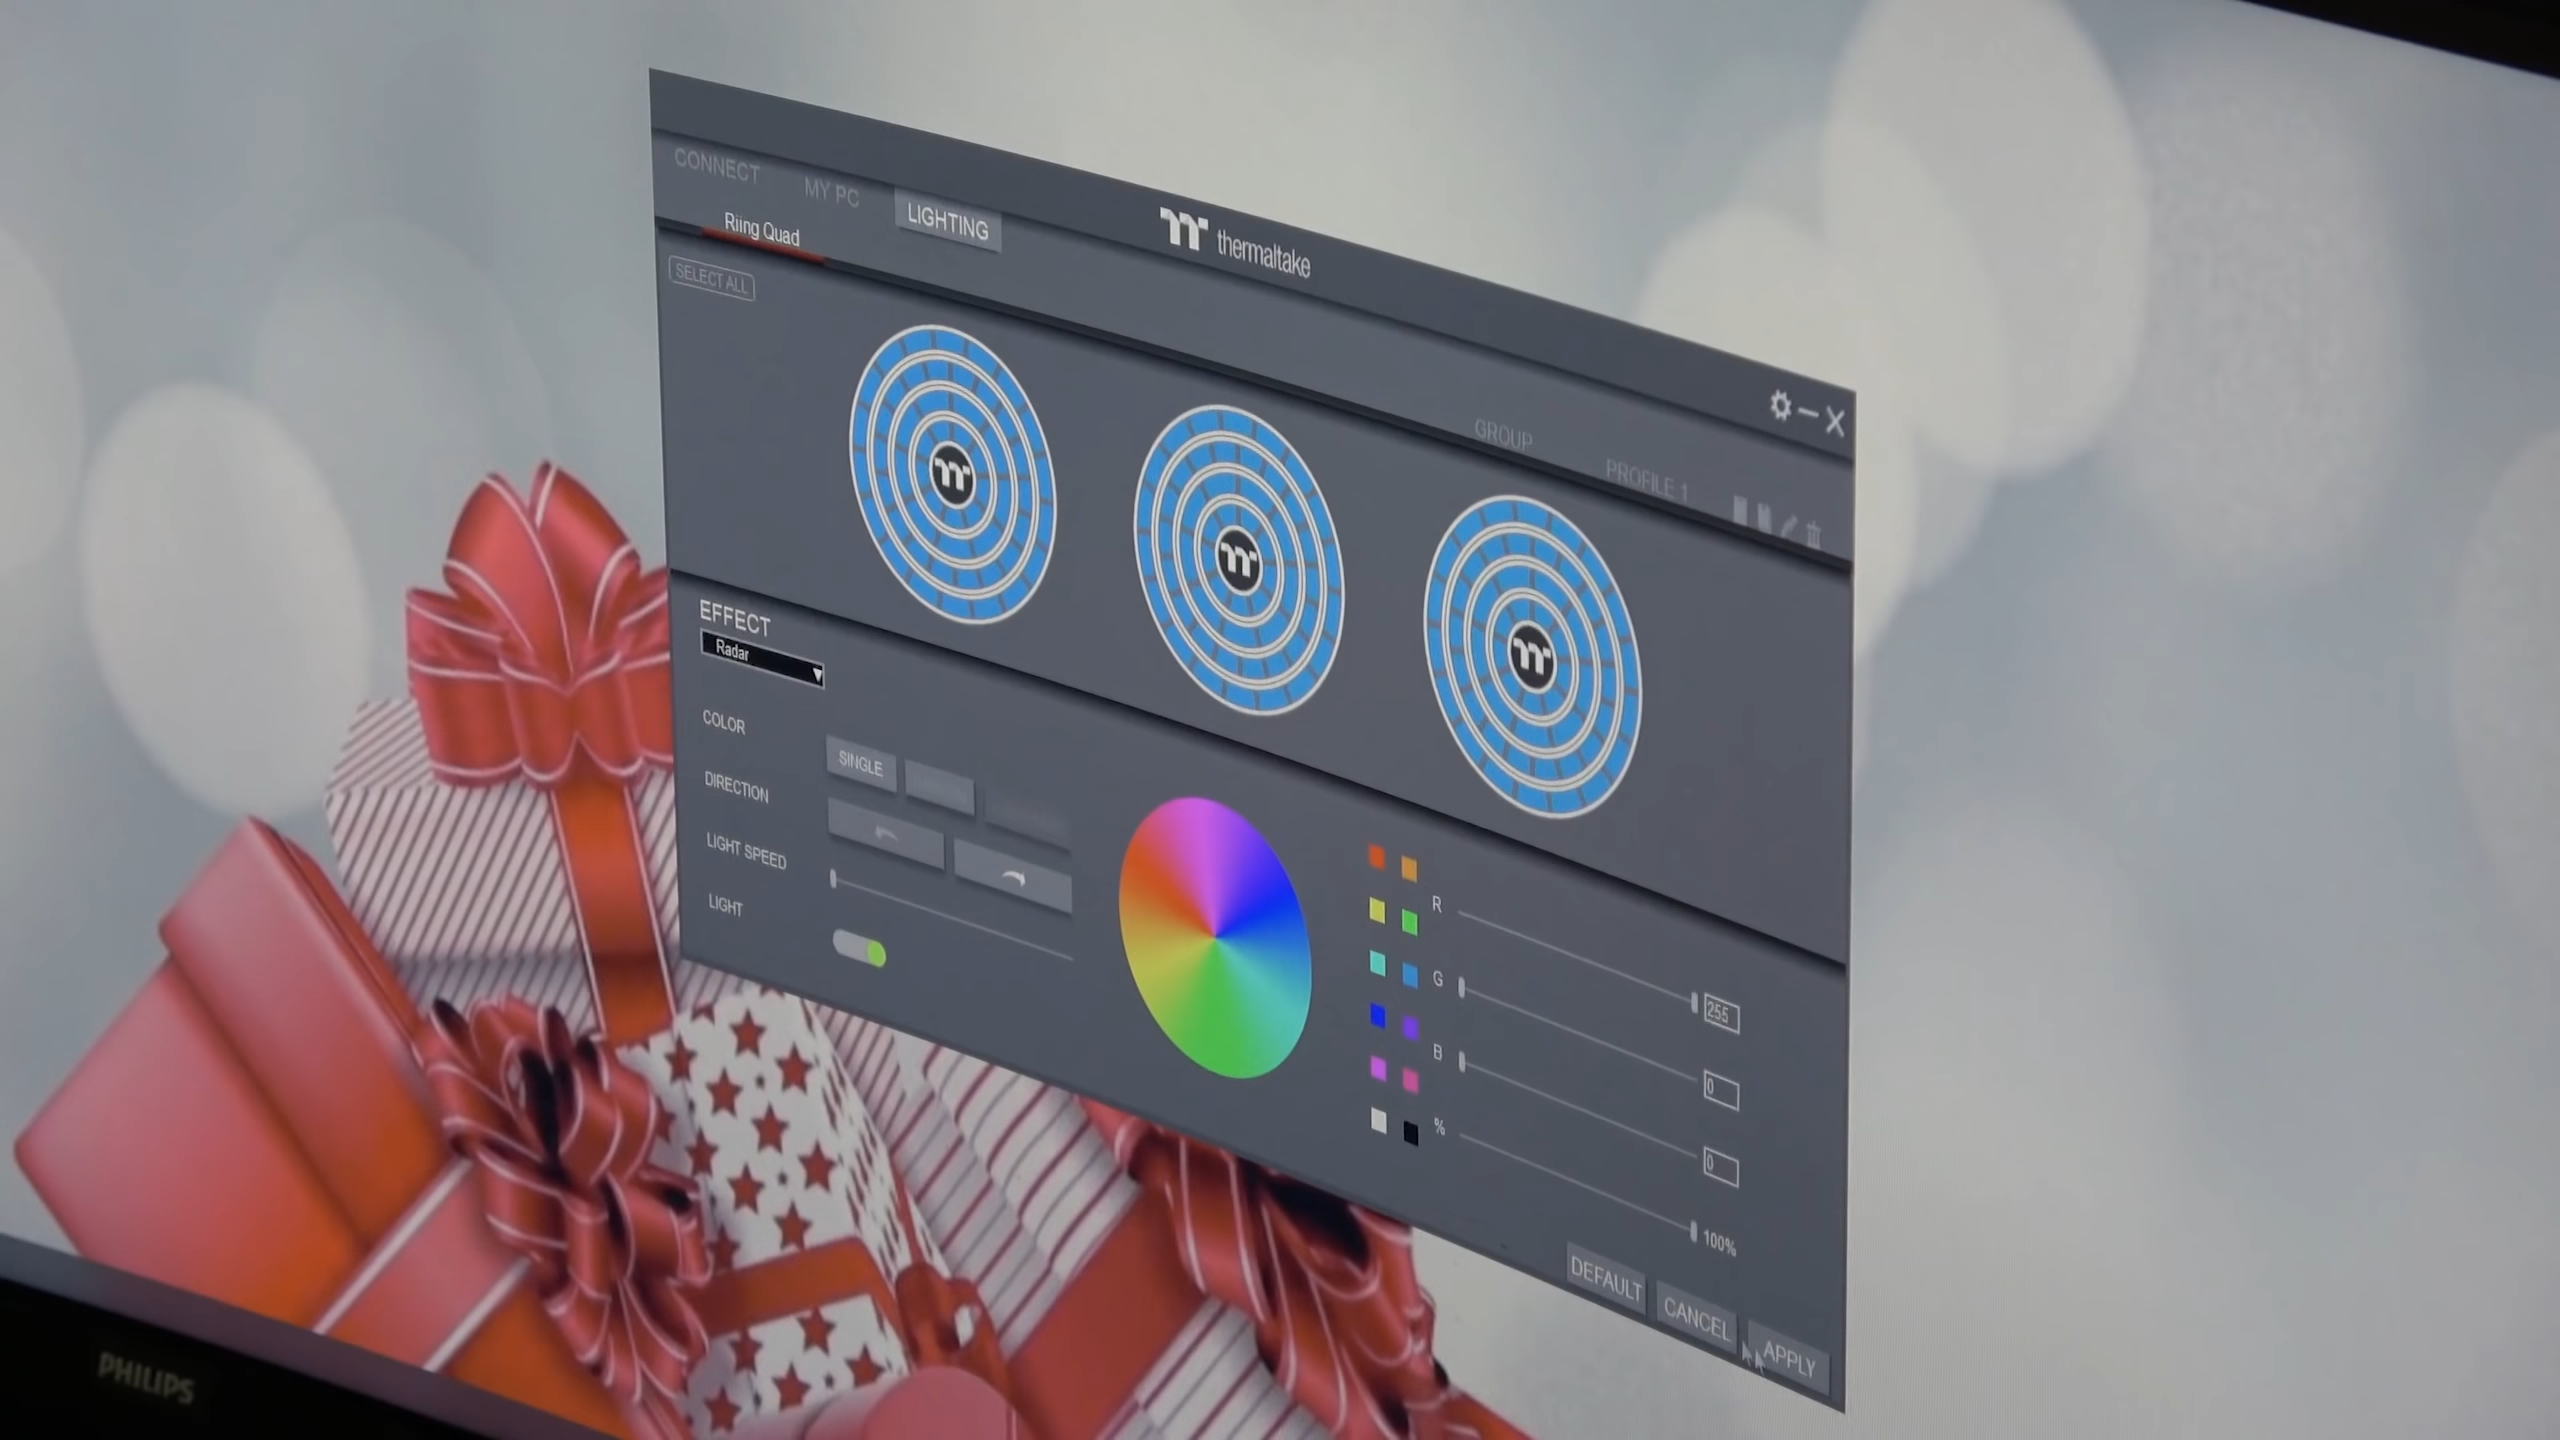 CONNECT
MY PC
LIGHTING
thermaltake
Riing Quad
SELECT ALL
GROUP
PROFILE 1
EFFECT
Radar
COLOR
SINGLE
DIRECTION
LIGHT SPEED
LIGHT
R
255
G
0
B
0
%
100%
DEFAULT
CANCEL
APPLY
PHILIPS